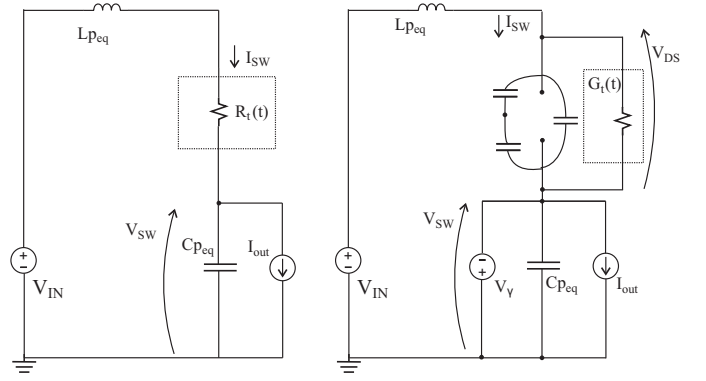 Lp_eq
I_SW
R_t(t)
V_SW
Cp_eq
I_out
+
-
V_IN
Lp_eq
I_SW
V_DS
G_t(t)
V_SW
-
+
V_γ
Cp_eq
I_out
+
-
V_IN